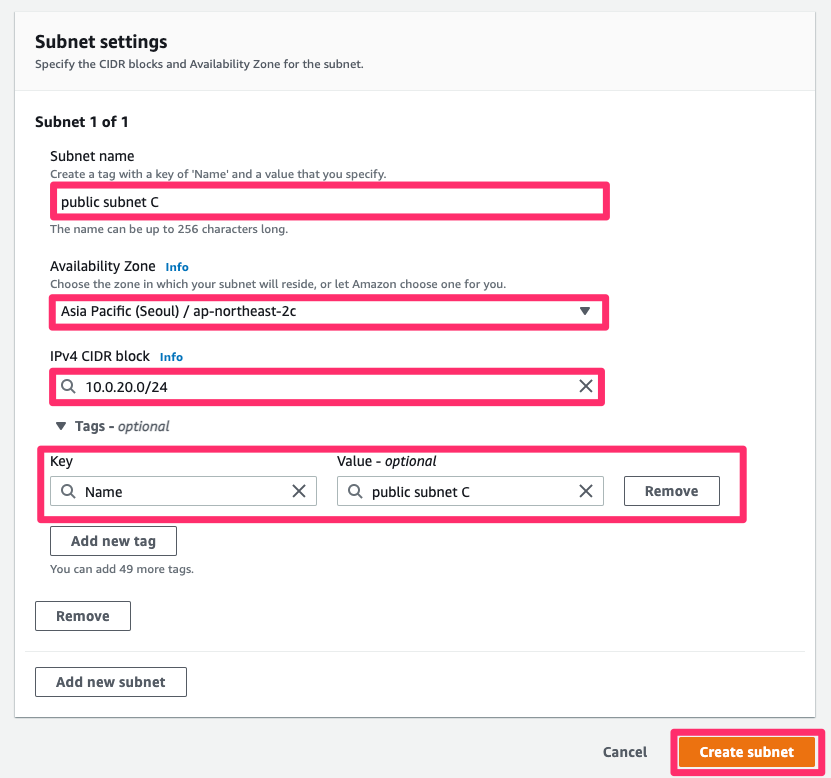 Subnet settings
Specify the CIDR blocks and Availability Zone for the subnet.
Subnet 1 of 1
Subnet name
Create a tag with a key of 'Name' and a value that you specify.
public subnet C
The name can be up to 256 characters long.
Availability Zone Info
Choose the zone in which your subnet will reside, or let Amazon choose one for you.
Asia Pacific (Seoul) / ap-northeast-2c
IPv4 CIDR block Info
10.0.20.0/24
Tags - optional
Key Value - optional
Name public subnet C Remove
Add new tag
You can add 49 more tags.
Remove
Add new subnet
Cancel Create subnet